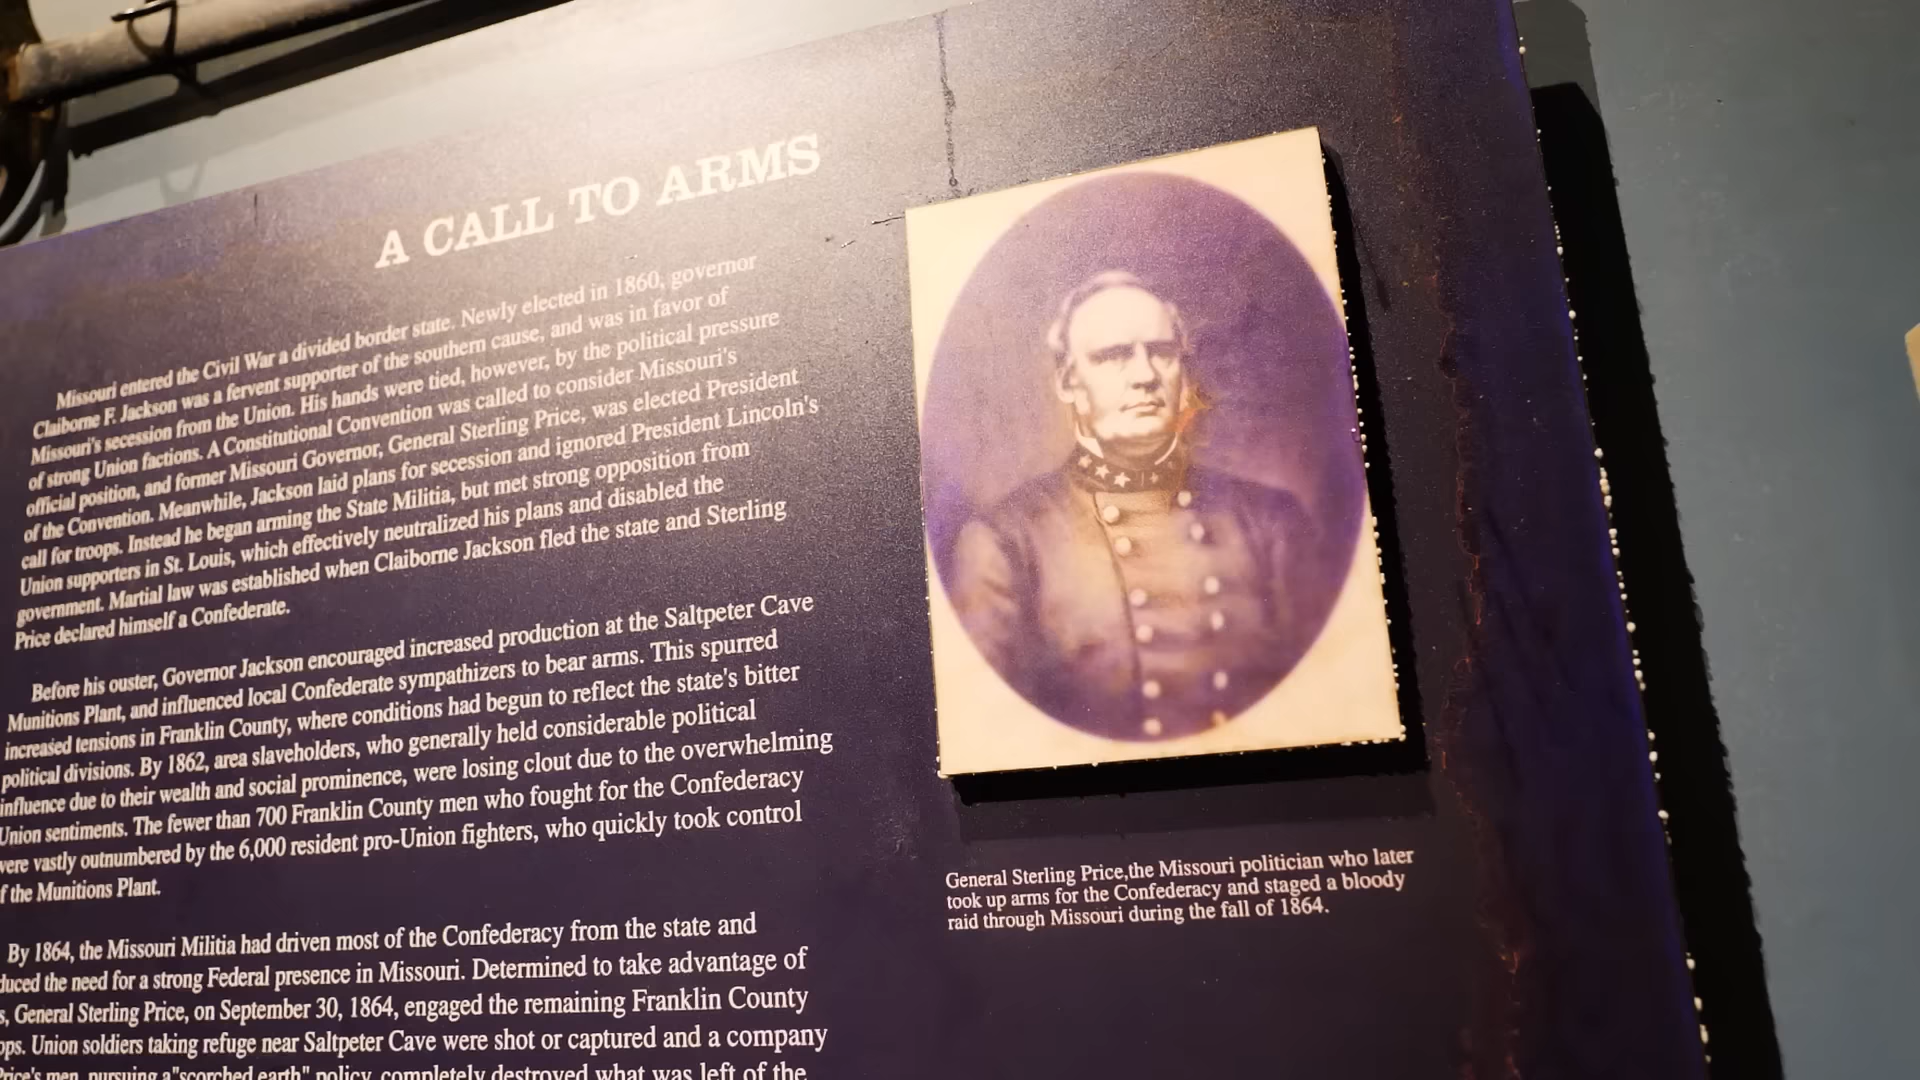 A CALL TO ARMS
Missouri entered the Civil War a divided border state. Newly elected in 1860, governor
Claiborne F. Jackson was a fervent supporter of the southern cause, and was in favor of
Missouri's secession from the Union. His hands were tied, however, by the political pressure
of strong Union factions. A Constitutional Convention was called to consider Missouri's
official position, and former Missouri Governor, General Sterling Price, was elected President
of the Convention. Meanwhile, Jackson laid plans for secession and ignored President Lincoln's
call for troops. Instead he began arming the State Militia, but met strong opposition from
Union supporters in St. Louis, which effectively neutralized his plans and disabled the
government. Martial law was established when Claiborne Jackson fled the state and Sterling
Price declared himself a Confederate.
Before his ouster, Governor Jackson encouraged increased production at the Saltpeter Cave
Munitions Plant, and influenced local Confederate sympathizers to bear arms. This spurred
increased tensions in Franklin County, where conditions had begun to reflect the state's bitter
political divisions. By 1862, area slaveholders, who generally held considerable political
influence due to their wealth and social prominence, were losing clout due to the overwhelming
Union sentiments. The fewer than 700 Franklin County men who fought for the Confederacy
were vastly outnumbered by the 6,000 resident pro-Union fighters, who quickly took control
f the Munitions Plant.
By 1864, the Missouri Militia had driven most of the Confederacy from the state and
duced the need for a strong Federal presence in Missouri. Determined to take advantage of
s, General Sterling Price, on September 30, 1864, engaged the remaining Franklin County
ops. Union soldiers taking refuge near Saltpeter Cave were shot or captured and a company
Price's men, pursuing a "scorched earth" policy, completely destroyed what was left of the
General Sterling Price,the Missouri politician who later
took up arms for the Confederacy and staged a bloody
raid through Missouri during the fall of 1864.